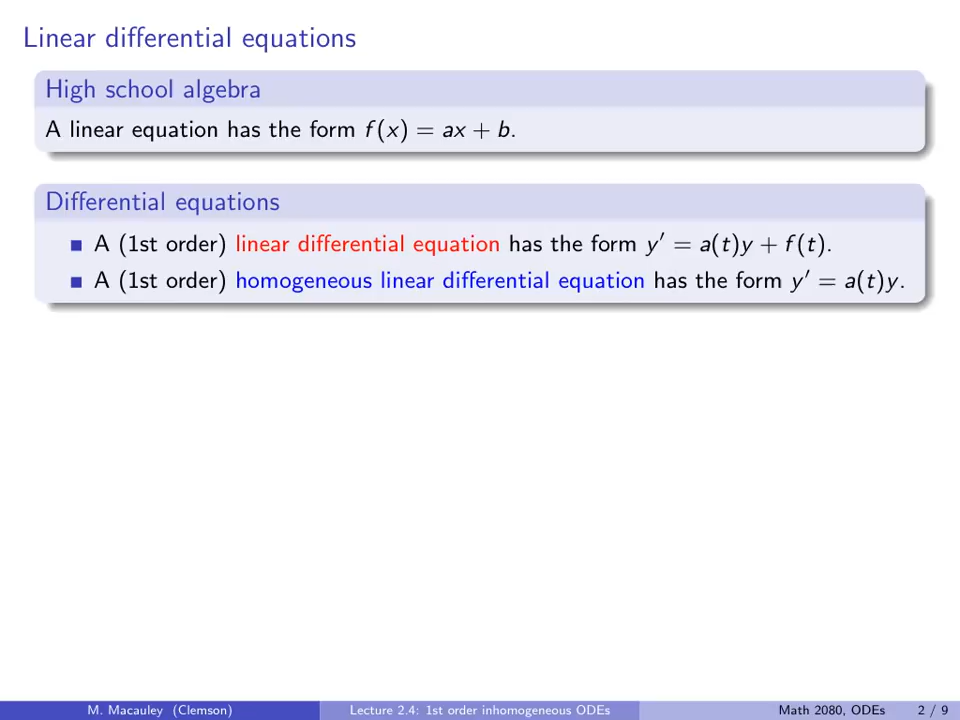 Linear differential equations
High school algebra
A linear equation has the form f(x) = ax + b.
Differential equations
■ A (1st order) linear differential equation has the form y′ = a(t)y + f(t).
■ A (1st order) homogeneous linear differential equation has the form y′ = a(t)y.
M. Macauley (Clemson) Lecture 2.4: 1st order inhomogeneous ODEs Math 2080, ODEs 2 / 9